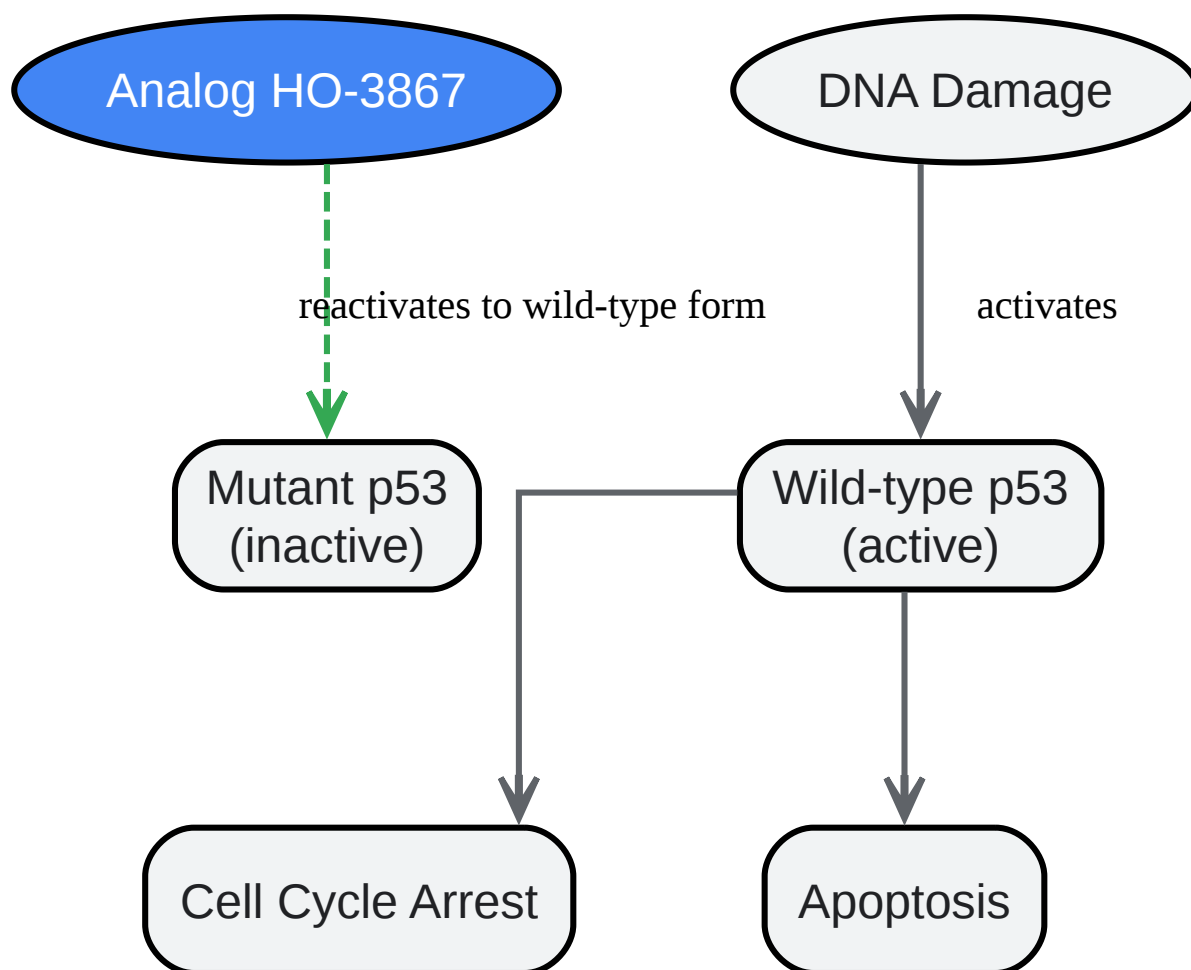 Analog HO-3867
DNA Damage
reactivates to wild-type form
activates
Mutant p53
(inactive)
Wild-type p53
(active)
Cell Cycle Arrest
Apoptosis